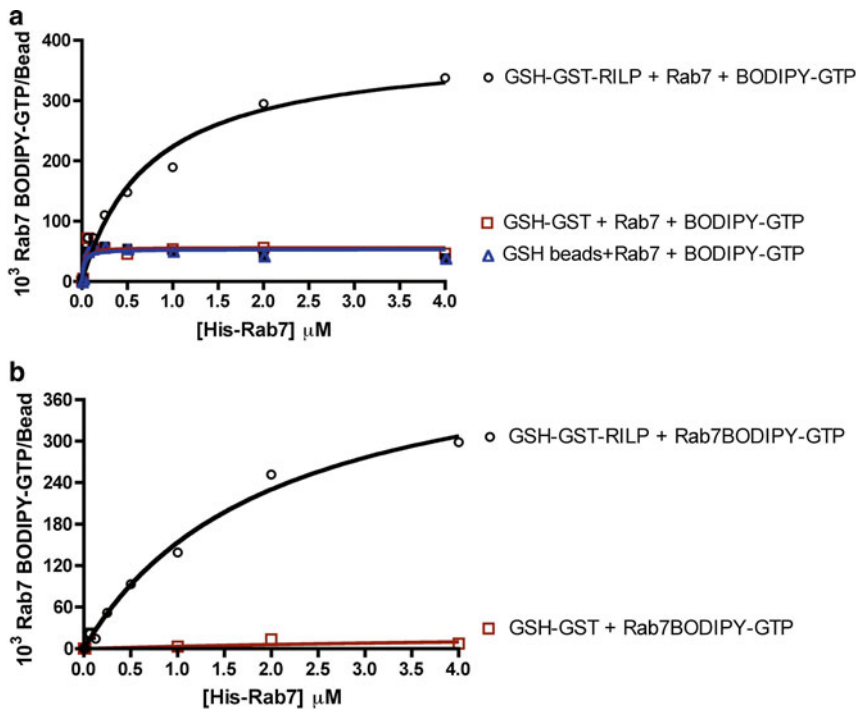 a
10³ Rab7 BODIPY-GTP/Bead
400
300
200
100
0
0.0 0.5 1.0 1.5 2.0 2.5 3.0 3.5 4.0
[His-Rab7] μM
GSH-GST-RILP + Rab7 + BODIPY-GTP
GSH-GST + Rab7 + BODIPY-GTP
GSH beads+Rab7 + BODIPY-GTP
b
10³ Rab7 BODIPY-GTP/Bead
360
300
240
180
120
60
0
0.0 0.5 1.0 1.5 2.0 2.5 3.0 3.5 4.0
[His-Rab7] μM
GSH-GST-RILP + Rab7BODIPY-GTP
GSH-GST + Rab7BODIPY-GTP